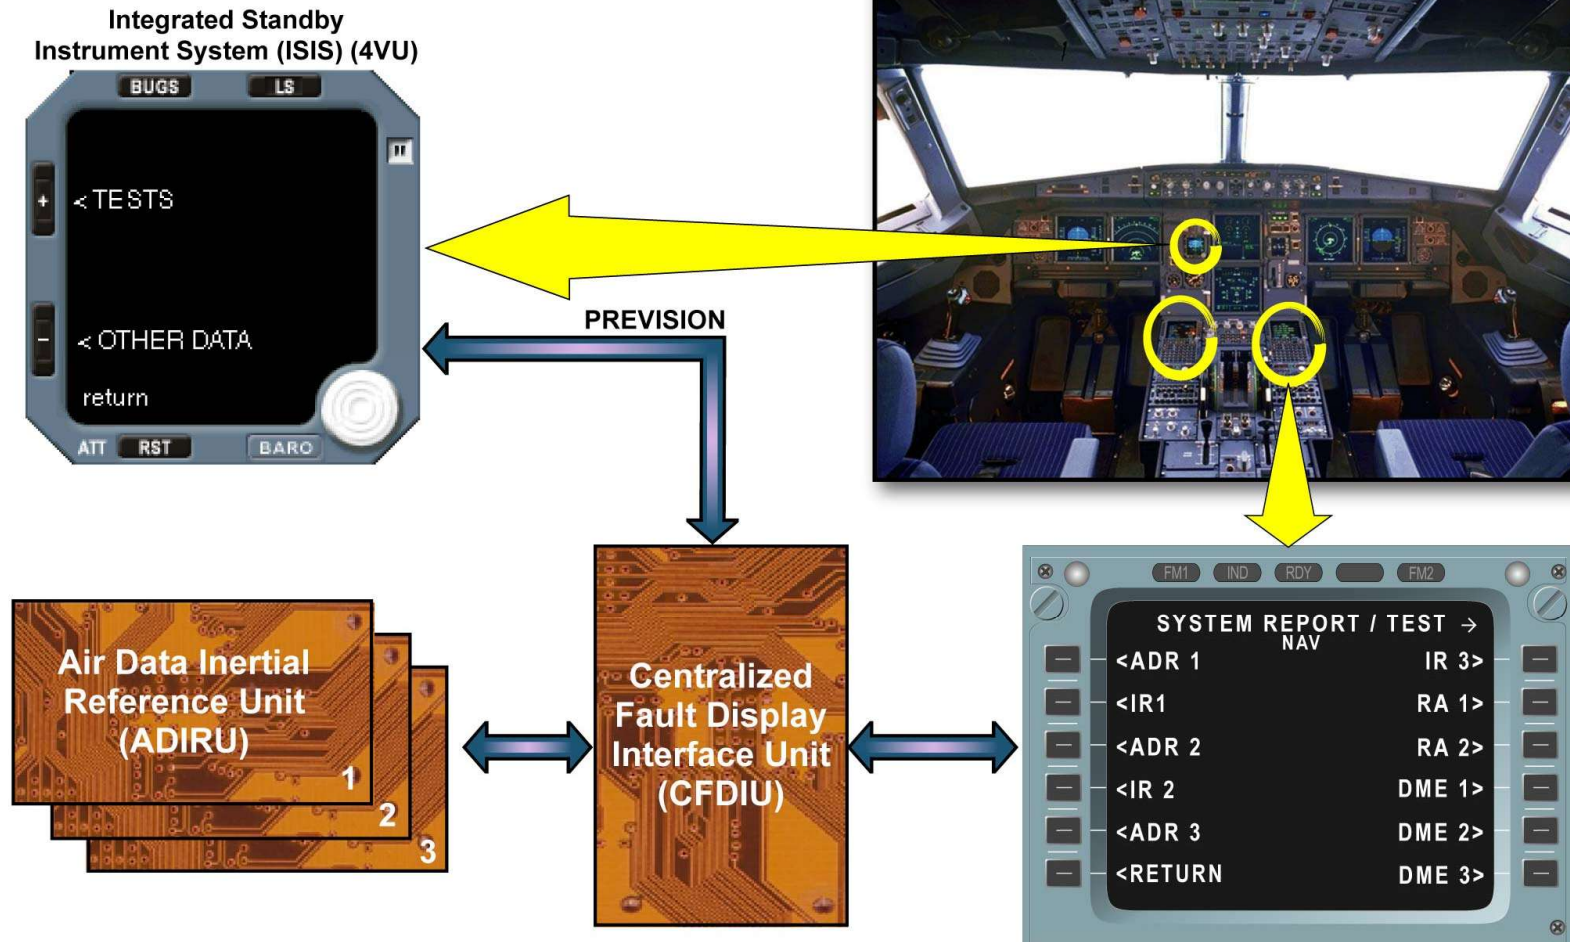 Integrated Standby
Instrument System (ISIS) (4VU)
BUGS
LS
+
< TESTS
-
< OTHER DATA
return
ATT
RST
BARO
PREVISION
Air Data Inertial
Reference Unit
(ADIRU)
1
2
3
Centralized
Fault Display
Interface Unit
(CFDIU)
FM1 IND RDY FM2
SYSTEM REPORT / TEST →
NAV
<ADR 1 IR 3>
<IR1 RA 1>
<ADR 2 RA 2>
<IR 2 DME 1>
<ADR 3 DME 2>
<RETURN DME 3>